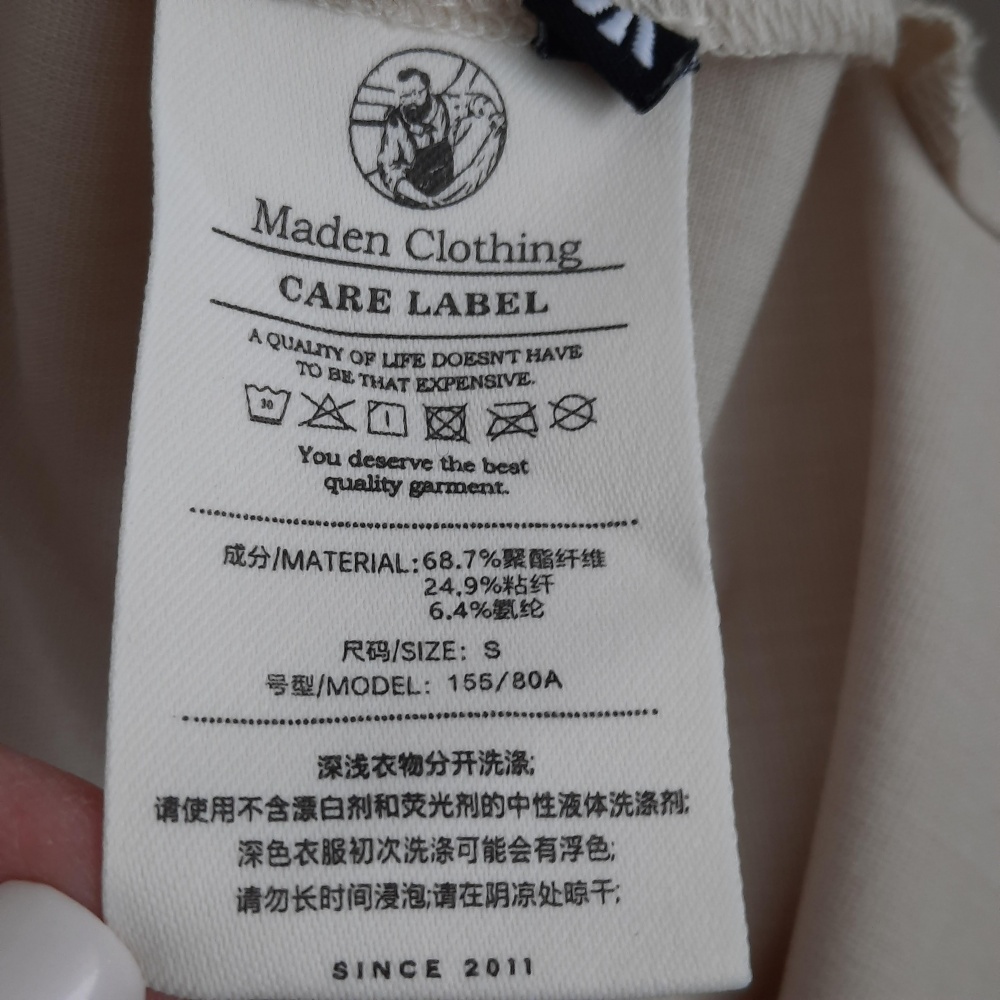 Maden Clothing
CARE LABEL
A QUALITY OF LIFE DOESN'T HAVE
TO BE THAT EXPENSIVE.
30
You deserve the best
quality garment.
成分/MATERIAL:68.7%聚酯纤维
24.9%粘纤
6.4%氨纶
尺码/SIZE: S
号型/MODEL: 155/80A
深浅衣物分开洗涤;
请使用不含漂白剂和荧光剂的中性液体洗涤剂;
深色衣服初次洗涤可能会有浮色;
请勿长时间浸泡;请在阴凉处晾干;
SINCE 2011